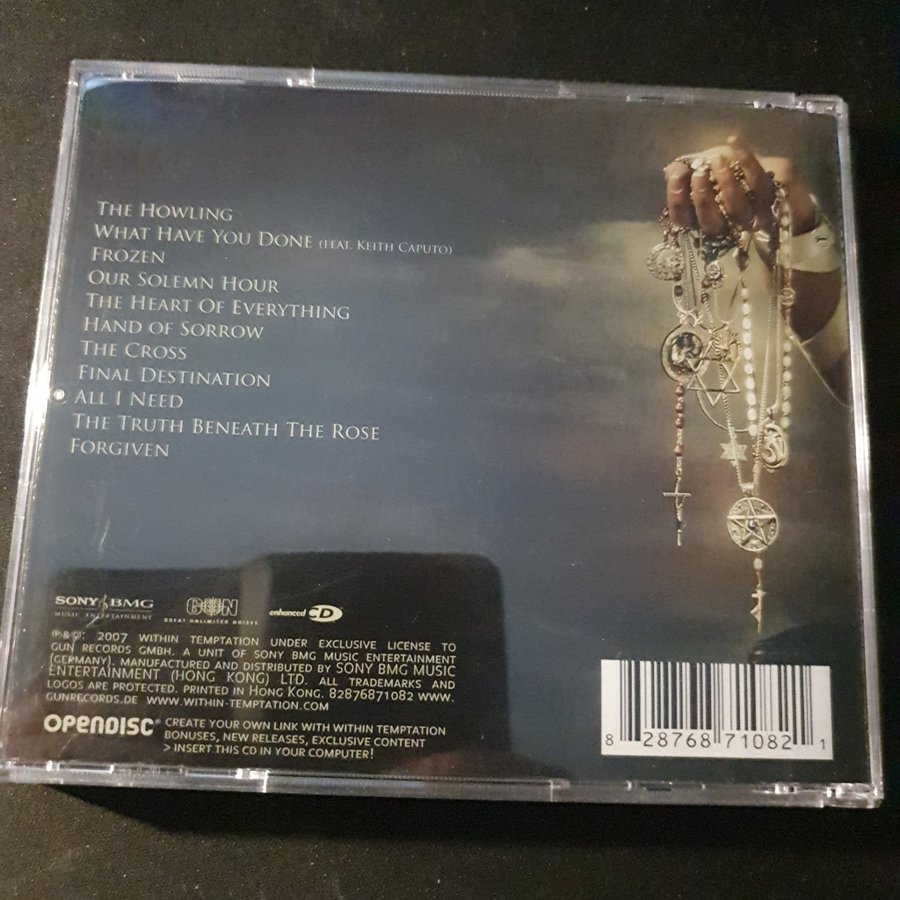 The Howling
What Have You Done (feat. Keith Caputo)
Frozen
Our Solemn Hour
The Heart Of Everything
Hand of Sorrow
The Cross
Final Destination
All I Need
The Truth Beneath The Rose
Forgiven
SONY BMG
MUSIC ENTERTAINMENT
GUN
GREAT UNLIMITED NOISES
enhanced CD
℗&©: 2007 WITHIN TEMPTATION UNDER EXCLUSIVE LICENSE TO
GUN RECORDS GMBH. A UNIT OF SONY BMG MUSIC ENTERTAINMENT
(GERMANY). MANUFACTURED AND DISTRIBUTED BY SONY BMG MUSIC
ENTERTAINMENT (HONG KONG) LTD. ALL TRADEMARKS AND
LOGOS ARE PROTECTED. PRINTED IN HONG KONG. 82876871082 WWW.
GUNRECORDS.DE WWW.WITHIN-TEMPTATION.COM
OPENDISC® CREATE YOUR OWN LINK WITH WITHIN TEMPTATION
BONUSES, NEW RELEASES, EXCLUSIVE CONTENT
> INSERT THIS CD IN YOUR COMPUTER!
8 28768 71082 1